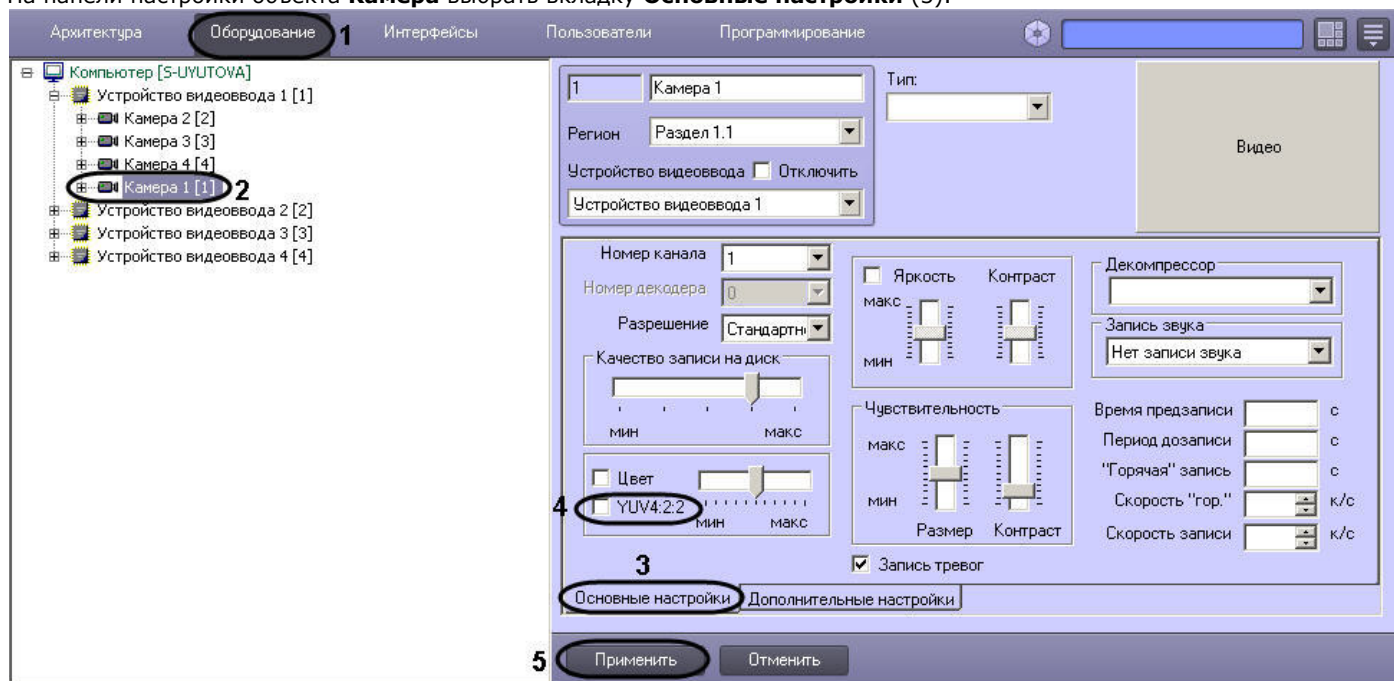 На панели настройки объекта Камера выбрать вкладку Основные настройки (3).
Архитектура Оборудование 1 Интерфейсы Пользователи Программирование
Компьютер [S-UYUTOVA]
Устройство видеоввода 1 [1]
Камера 2 [2]
Камера 3 [3]
Камера 4 [4]
Камера 1 [1] 2
Устройство видеоввода 2 [2]
Устройство видеоввода 3 [3]
Устройство видеоввода 4 [4]
1 Камера 1
Регион Раздел 1.1
Устройство видеоввода Отключить
Устройство видеоввода 1
Тип:
Видео
Номер канала 1
Номер декодера 0
Разрешение Стандартн
Качество записи на диск
мин макс
Цвет
4 YUV4:2:2
мин макс
Яркость Контраст
макс
мин
Чувствительность
макс
мин
Размер Контраст
Запись тревог
Декомпрессор
Запись звука
Нет записи звука
Время предзаписи с
Период дозаписи с
"Горячая" запись с
Скорость "гор." к/с
Скорость записи к/с
3
Основные настройки Дополнительные настройки
5 Применить Отменить